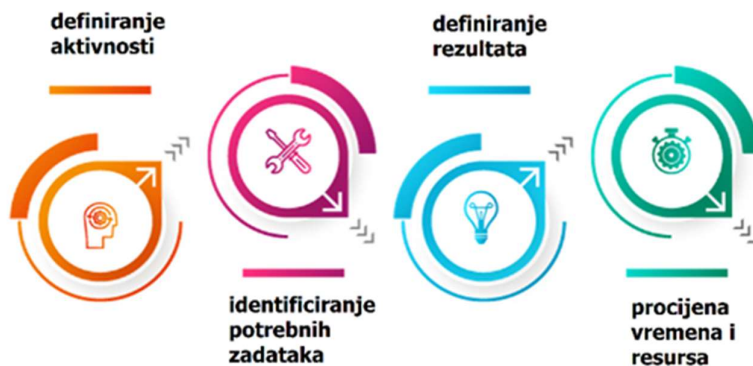 definiranje
aktivnosti
identificiranje
potrebnih
zadataka
definiranje
rezultata
procijena
vremena i
resursa